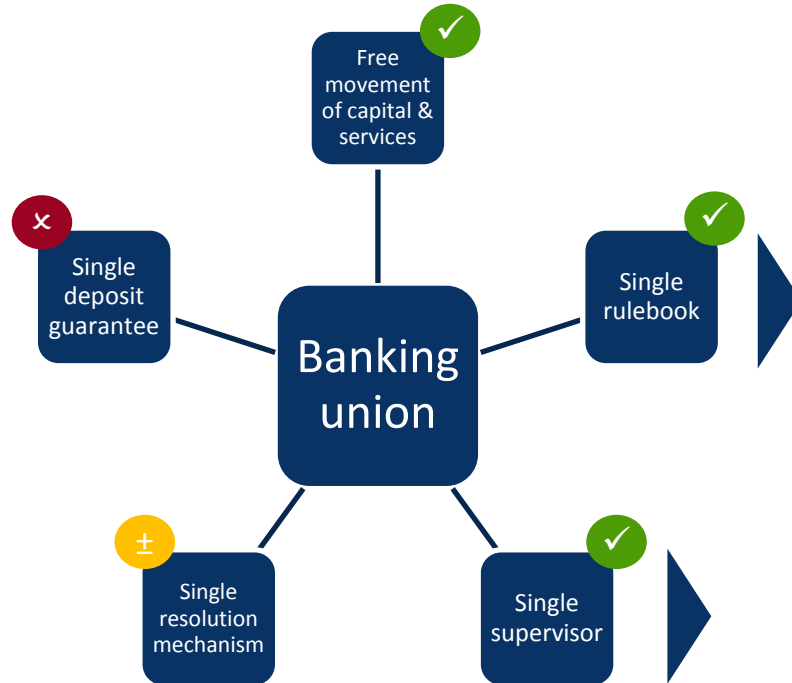 ✓
Free
movement
of capital &
services
×
Single
deposit
guarantee
✓
Single
rulebook
Banking
union
±
Single
resolution
mechanism
✓
Single
supervisor